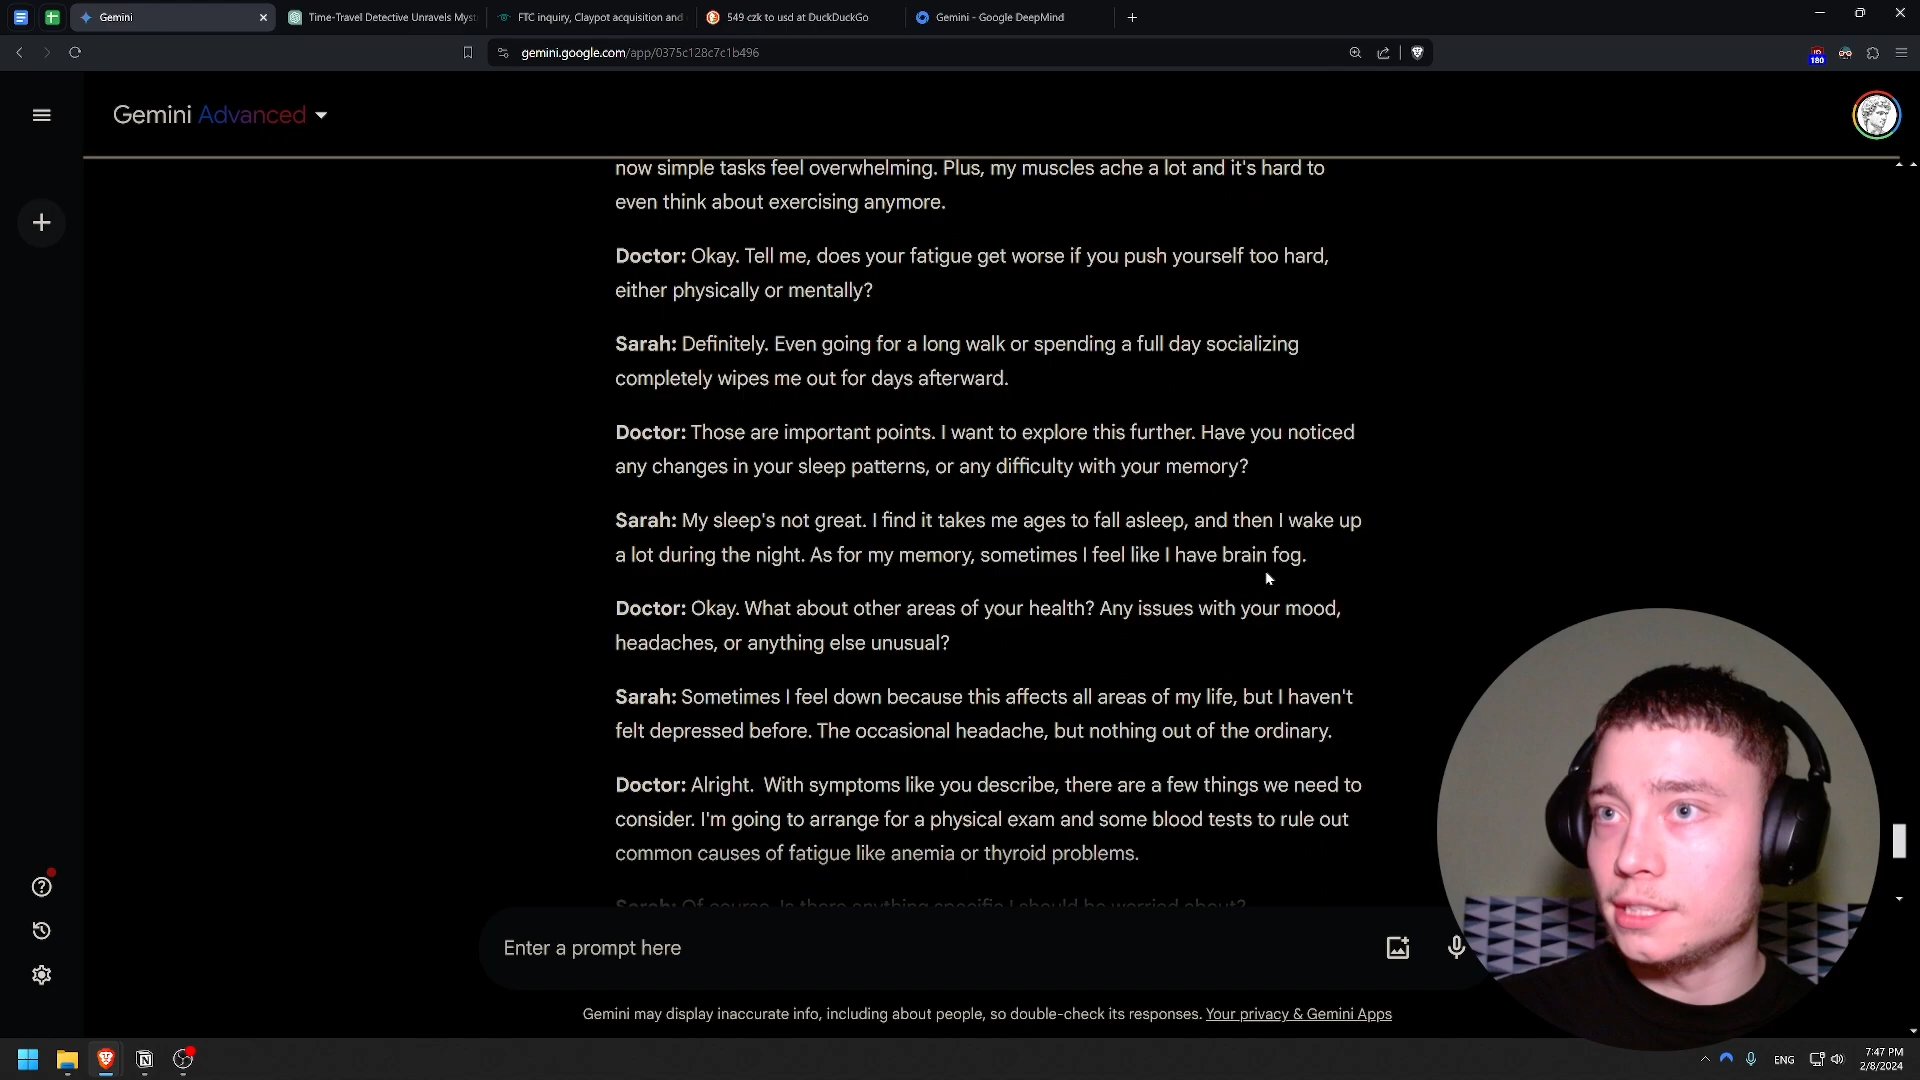 Gemini
Time-Travel Detective Unravels Myst
FTC inquiry, Claypot acquisition and
549 czk to usd at DuckDuckGo
Gemini - Google DeepMind
gemini.google.com/app/0375c128c7c1b496
180
Gemini Advanced
now simple tasks feel overwhelming. Plus, my muscles ache a lot and it's hard to
even think about exercising anymore.
Doctor: Okay. Tell me, does your fatigue get worse if you push yourself too hard,
either physically or mentally?
Sarah: Definitely. Even going for a long walk or spending a full day socializing
completely wipes me out for days afterward.
Doctor: Those are important points. I want to explore this further. Have you noticed
any changes in your sleep patterns, or any difficulty with your memory?
Sarah: My sleep's not great. I find it takes me ages to fall asleep, and then I wake up
a lot during the night. As for my memory, sometimes I feel like I have brain fog.
Doctor: Okay. What about other areas of your health? Any issues with your mood,
headaches, or anything else unusual?
Sarah: Sometimes I feel down because this affects all areas of my life, but I haven't
felt depressed before. The occasional headache, but nothing out of the ordinary.
Doctor: Alright. With symptoms like you describe, there are a few things we need to
consider. I'm going to arrange for a physical exam and some blood tests to rule out
common causes of fatigue like anemia or thyroid problems.
Sarah: Of course. Is there anything specific I should be worried about?
Enter a prompt here
Gemini may display inaccurate info, including about people, so double-check its responses. Your privacy & Gemini Apps
ENG
7:47 PM
2/8/2024